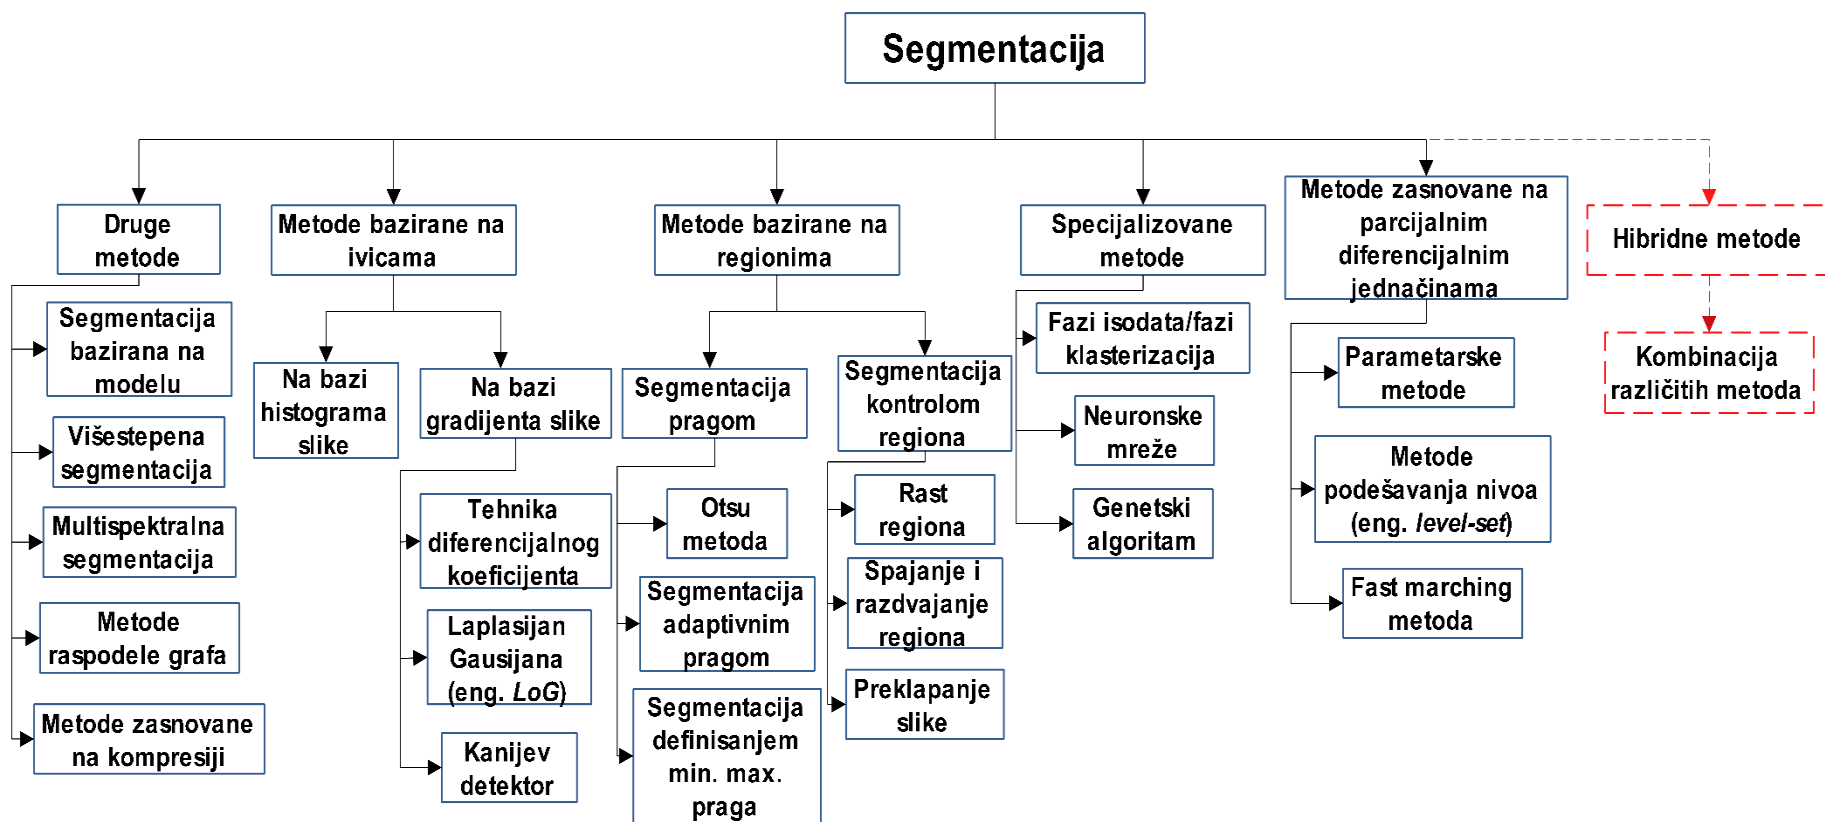 Segmentacija
Druge
metode
Segmentacija
bazirana na
modelu
Višestepena
segmentacija
Multispektralna
segmentacija
Metode
raspodele grafa
Metode zasnovane
na kompresiji
Metode bazirane na
ivicama
Na bazi
histograma
slike
Na bazi
gradijenta slike
Tehnika
diferencijalnog
koeficijenta
Laplasijan
Gausijana
(eng. LoG)
Kanijev
detektor
Metode bazirane na
regionima
Segmentacija
pragom
Otsu
metoda
Segmentacija
adaptivnim
pragom
Segmentacija
definisanjem
min. max.
praga
Segmentacija
kontrolom
regiona
Rast
regiona
Spajanje i
razdvajanje
regiona
Preklapanje
slike
Specijalizovane
metode
Fazi isodata/fazi
klasterizacija
Neuronske
mreže
Genetski
algoritam
Metode zasnovane na
parcijalnim
diferencijalnim
jednačinama
Parametarske
metode
Metode
podešavanja nivoa
(eng. level-set)
Fast marching
metoda
Hibridne metode
Kombinacija
različitih metoda